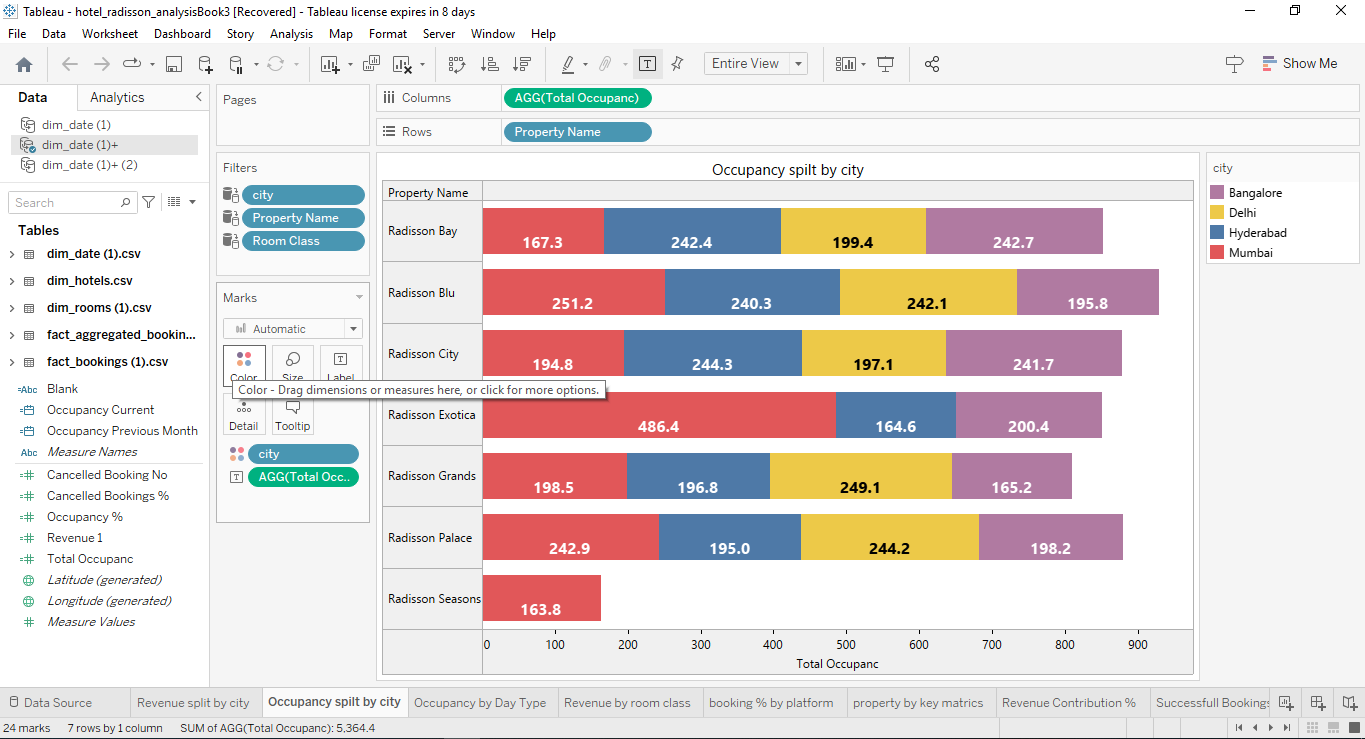 Tableau - hotel_radisson_analysisBook3 [Recovered] - Tableau license expires in 8 days
File Data Worksheet Dashboard Story Analysis Map Format Server Window Help
Entire View
Show Me
Data Analytics
dim_date (1)
dim_date (1)+
dim_date (1)+ (2)
Search
Tables
dim_date (1).csv
dim_hotels.csv
dim_rooms (1).csv
fact_aggregated_bookin...
fact_bookings (1).csv
=Abc Blank
Occupancy Current
Occupancy Previous Month
Abc Measure Names
Cancelled Booking No
Cancelled Bookings %
Occupancy %
Revenue 1
Total Occupanc
Latitude (generated)
Longitude (generated)
Measure Values
Pages
Filters
city
Property Name
Room Class
Marks
Automatic
Color Size Label
Color - Drag dimensions or measures here, or click for more options.
Detail Tooltip
city
AGG(Total Occ..
Columns AGG(Total Occupanc)
Rows Property Name
Occupancy spilt by city
Property Name
Radisson Bay 167.3 242.4 199.4 242.7
Radisson Blu 251.2 240.3 242.1 195.8
Radisson City 194.8 244.3 197.1 241.7
Radisson Exotica 486.4 164.6 200.4
Radisson Grands 198.5 196.8 249.1 165.2
Radisson Palace 242.9 195.0 244.2 198.2
Radisson Seasons 163.8
0 100 200 300 400 500 600 700 800 900
Total Occupanc
city
Bangalore
Delhi
Hyderabad
Mumbai
Data Source Revenue split by city Occupancy spilt by city Occupancy by Day Type Revenue by room class booking % by platform property by key matrics Revenue Contribution % Successfull Bookings
24 marks 7 rows by 1 column SUM of AGG(Total Occupanc): 5,364.4